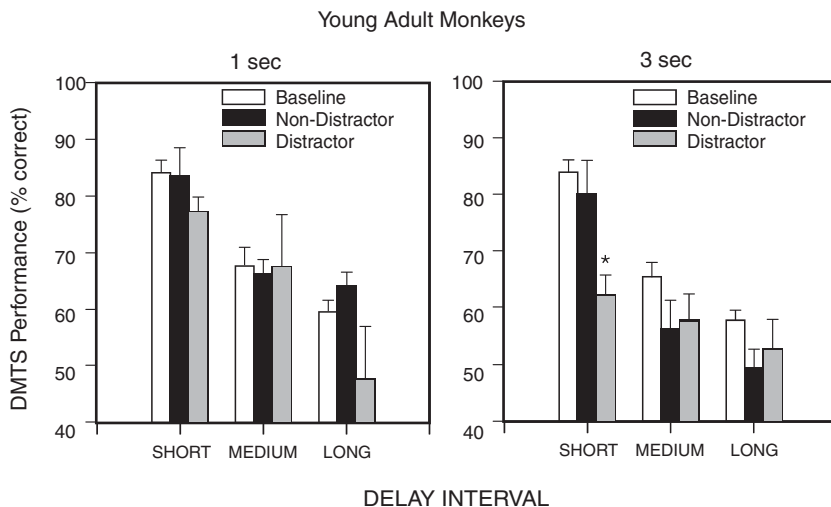 Young Adult Monkeys
1 sec
100
90
80
70
60
50
40
DMTS Performance (% correct)
Baseline
Non-Distractor
Distractor
SHORT MEDIUM LONG
3 sec
100
90
80
70
60
50
40
Baseline
Non-Distractor
Distractor
*
SHORT MEDIUM LONG
DELAY INTERVAL